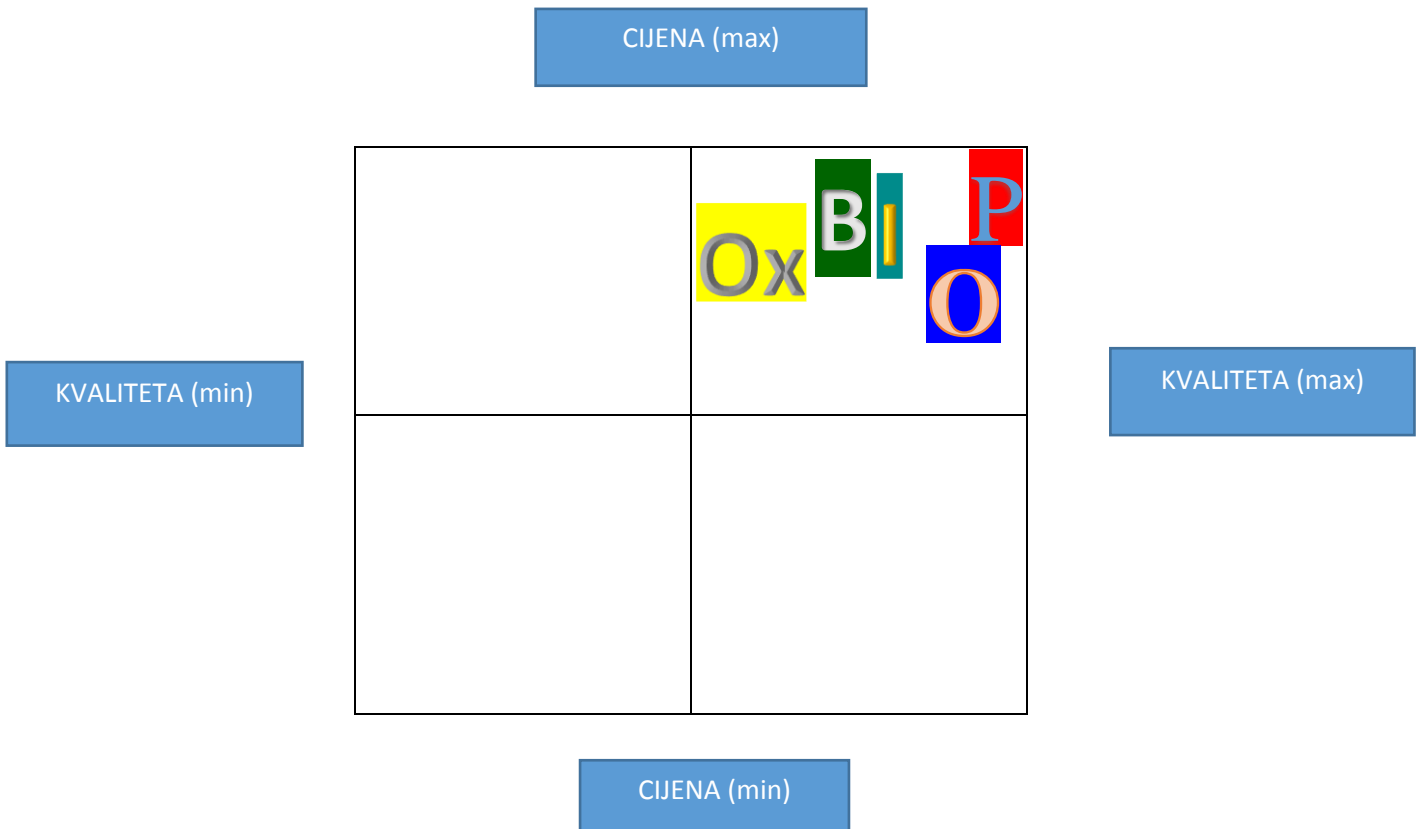 CIJENA (max)
P
B
I
Ox
O
KVALITETA (min)
KVALITETA (max)
CIJENA (min)